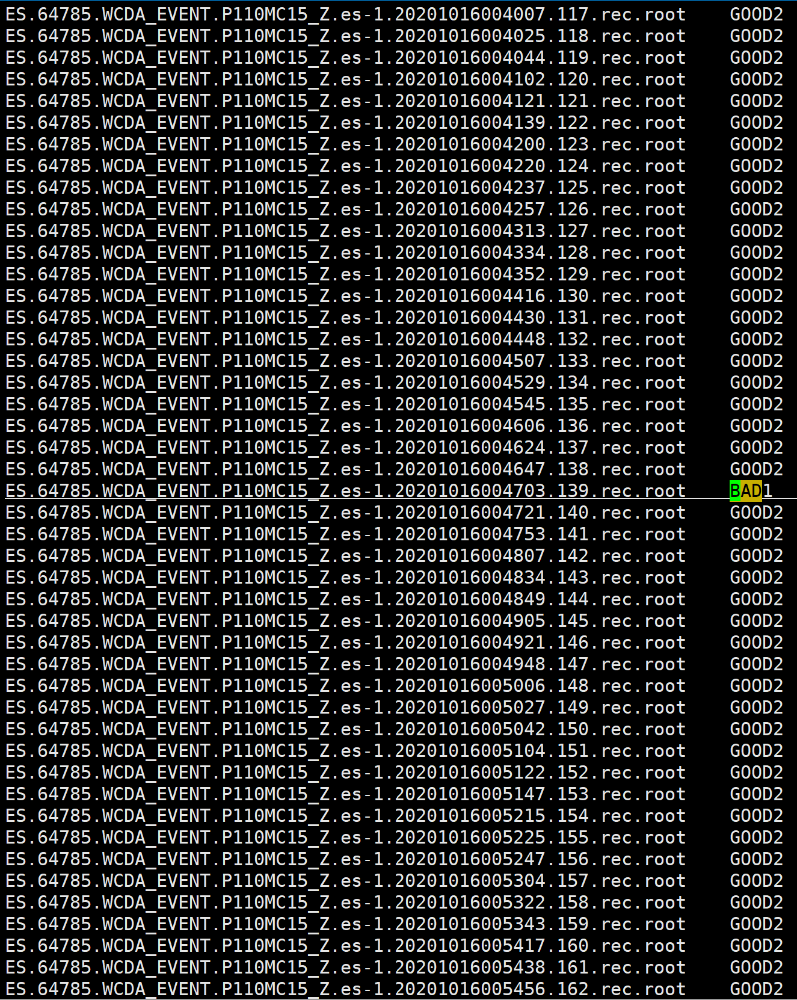 ES.64785.WCDA_EVENT.P110MC15_Z.es-1.20201016004007.117.rec.root GOOD2
ES.64785.WCDA_EVENT.P110MC15_Z.es-1.20201016004025.118.rec.root GOOD2
ES.64785.WCDA_EVENT.P110MC15_Z.es-1.20201016004044.119.rec.root GOOD2
ES.64785.WCDA_EVENT.P110MC15_Z.es-1.20201016004102.120.rec.root GOOD2
ES.64785.WCDA_EVENT.P110MC15_Z.es-1.20201016004121.121.rec.root GOOD2
ES.64785.WCDA_EVENT.P110MC15_Z.es-1.20201016004139.122.rec.root GOOD2
ES.64785.WCDA_EVENT.P110MC15_Z.es-1.20201016004200.123.rec.root GOOD2
ES.64785.WCDA_EVENT.P110MC15_Z.es-1.20201016004220.124.rec.root GOOD2
ES.64785.WCDA_EVENT.P110MC15_Z.es-1.20201016004237.125.rec.root GOOD2
ES.64785.WCDA_EVENT.P110MC15_Z.es-1.20201016004257.126.rec.root GOOD2
ES.64785.WCDA_EVENT.P110MC15_Z.es-1.20201016004313.127.rec.root GOOD2
ES.64785.WCDA_EVENT.P110MC15_Z.es-1.20201016004334.128.rec.root GOOD2
ES.64785.WCDA_EVENT.P110MC15_Z.es-1.20201016004352.129.rec.root GOOD2
ES.64785.WCDA_EVENT.P110MC15_Z.es-1.20201016004416.130.rec.root GOOD2
ES.64785.WCDA_EVENT.P110MC15_Z.es-1.20201016004430.131.rec.root GOOD2
ES.64785.WCDA_EVENT.P110MC15_Z.es-1.20201016004448.132.rec.root GOOD2
ES.64785.WCDA_EVENT.P110MC15_Z.es-1.20201016004507.133.rec.root GOOD2
ES.64785.WCDA_EVENT.P110MC15_Z.es-1.20201016004529.134.rec.root GOOD2
ES.64785.WCDA_EVENT.P110MC15_Z.es-1.20201016004545.135.rec.root GOOD2
ES.64785.WCDA_EVENT.P110MC15_Z.es-1.20201016004606.136.rec.root GOOD2
ES.64785.WCDA_EVENT.P110MC15_Z.es-1.20201016004624.137.rec.root GOOD2
ES.64785.WCDA_EVENT.P110MC15_Z.es-1.20201016004647.138.rec.root GOOD2
ES.64785.WCDA_EVENT.P110MC15_Z.es-1.20201016004703.139.rec.root BAD1
ES.64785.WCDA_EVENT.P110MC15_Z.es-1.20201016004721.140.rec.root GOOD2
ES.64785.WCDA_EVENT.P110MC15_Z.es-1.20201016004753.141.rec.root GOOD2
ES.64785.WCDA_EVENT.P110MC15_Z.es-1.20201016004807.142.rec.root GOOD2
ES.64785.WCDA_EVENT.P110MC15_Z.es-1.20201016004834.143.rec.root GOOD2
ES.64785.WCDA_EVENT.P110MC15_Z.es-1.20201016004849.144.rec.root GOOD2
ES.64785.WCDA_EVENT.P110MC15_Z.es-1.20201016004905.145.rec.root GOOD2
ES.64785.WCDA_EVENT.P110MC15_Z.es-1.20201016004921.146.rec.root GOOD2
ES.64785.WCDA_EVENT.P110MC15_Z.es-1.20201016004948.147.rec.root GOOD2
ES.64785.WCDA_EVENT.P110MC15_Z.es-1.20201016005006.148.rec.root GOOD2
ES.64785.WCDA_EVENT.P110MC15_Z.es-1.20201016005027.149.rec.root GOOD2
ES.64785.WCDA_EVENT.P110MC15_Z.es-1.20201016005042.150.rec.root GOOD2
ES.64785.WCDA_EVENT.P110MC15_Z.es-1.20201016005104.151.rec.root GOOD2
ES.64785.WCDA_EVENT.P110MC15_Z.es-1.20201016005122.152.rec.root GOOD2
ES.64785.WCDA_EVENT.P110MC15_Z.es-1.20201016005147.153.rec.root GOOD2
ES.64785.WCDA_EVENT.P110MC15_Z.es-1.20201016005215.154.rec.root GOOD2
ES.64785.WCDA_EVENT.P110MC15_Z.es-1.20201016005225.155.rec.root GOOD2
ES.64785.WCDA_EVENT.P110MC15_Z.es-1.20201016005247.156.rec.root GOOD2
ES.64785.WCDA_EVENT.P110MC15_Z.es-1.20201016005304.157.rec.root GOOD2
ES.64785.WCDA_EVENT.P110MC15_Z.es-1.20201016005322.158.rec.root GOOD2
ES.64785.WCDA_EVENT.P110MC15_Z.es-1.20201016005343.159.rec.root GOOD2
ES.64785.WCDA_EVENT.P110MC15_Z.es-1.20201016005417.160.rec.root GOOD2
ES.64785.WCDA_EVENT.P110MC15_Z.es-1.20201016005438.161.rec.root GOOD2
ES.64785.WCDA_EVENT.P110MC15_Z.es-1.20201016005456.162.rec.root GOOD2